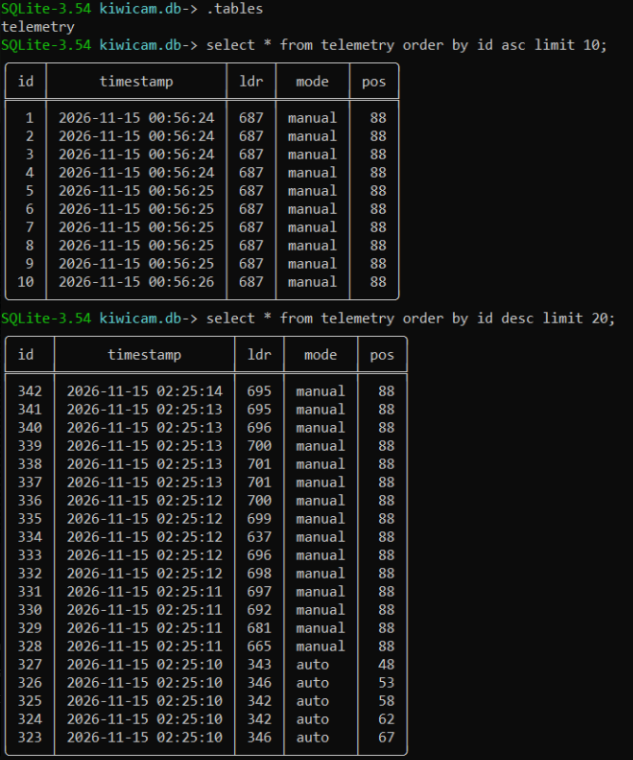 SQLite-3.54 kiwicam.db-> .tables
telemetry
SQLite-3.54 kiwicam.db-> select * from telemetry order by id asc limit 10;
id timestamp ldr mode pos
1 2026-11-15 00:56:24 687 manual 88
2 2026-11-15 00:56:24 687 manual 88
3 2026-11-15 00:56:24 687 manual 88
4 2026-11-15 00:56:24 687 manual 88
5 2026-11-15 00:56:25 687 manual 88
6 2026-11-15 00:56:25 687 manual 88
7 2026-11-15 00:56:25 687 manual 88
8 2026-11-15 00:56:25 687 manual 88
9 2026-11-15 00:56:25 687 manual 88
10 2026-11-15 00:56:26 687 manual 88
SQLite-3.54 kiwicam.db-> select * from telemetry order by id desc limit 20;
id timestamp ldr mode pos
342 2026-11-15 02:25:14 695 manual 88
341 2026-11-15 02:25:13 695 manual 88
340 2026-11-15 02:25:13 696 manual 88
339 2026-11-15 02:25:13 700 manual 88
338 2026-11-15 02:25:13 701 manual 88
337 2026-11-15 02:25:13 701 manual 88
336 2026-11-15 02:25:12 700 manual 88
335 2026-11-15 02:25:12 699 manual 88
334 2026-11-15 02:25:12 637 manual 88
333 2026-11-15 02:25:12 696 manual 88
332 2026-11-15 02:25:12 698 manual 88
331 2026-11-15 02:25:11 697 manual 88
330 2026-11-15 02:25:11 692 manual 88
329 2026-11-15 02:25:11 681 manual 88
328 2026-11-15 02:25:11 665 manual 88
327 2026-11-15 02:25:10 343 auto 48
326 2026-11-15 02:25:10 346 auto 53
325 2026-11-15 02:25:10 342 auto 58
324 2026-11-15 02:25:10 342 auto 62
323 2026-11-15 02:25:10 346 auto 67